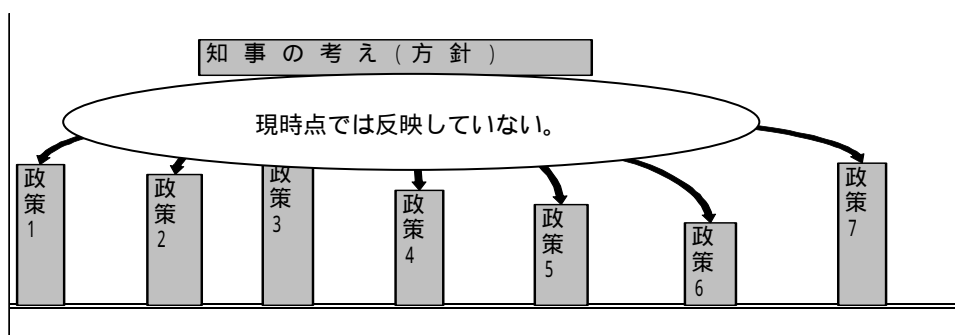 知事の考え(方針)
現時点では反映していない。
政策1
政策2
政策3
政策4
政策5
政策6
政策7